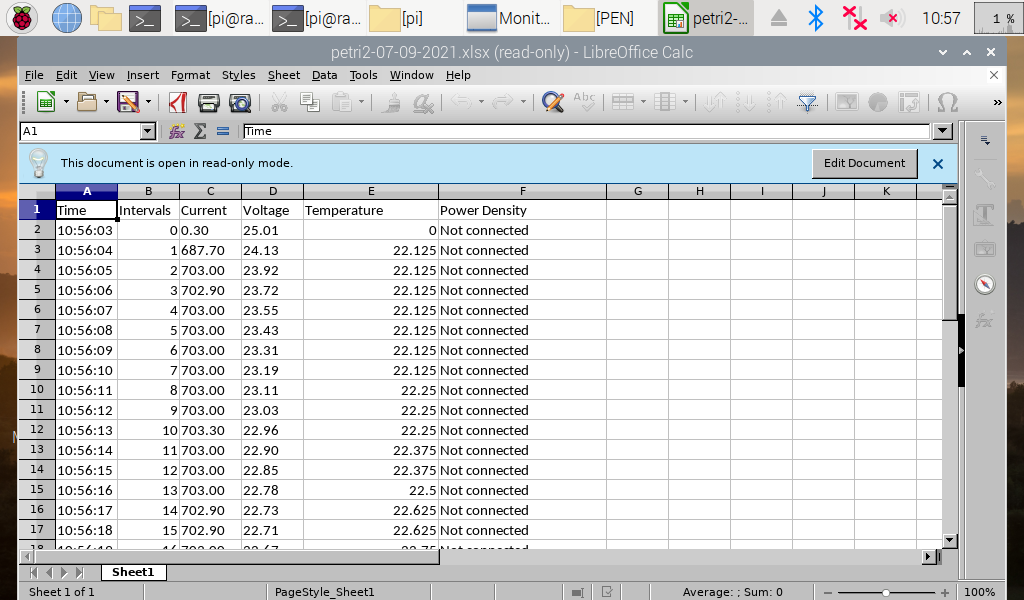 [pi@ra... [pi@ra... [pi] Monit... [PEN] petri2-... 10:57 1 %
petri2-07-09-2021.xlsx (read-only) - LibreOffice Calc
File Edit View Insert Format Styles Sheet Data Tools Window Help
A1 Time
This document is open in read-only mode. Edit Document
A B C D E F G H I J K
1 Time Intervals Current Voltage Temperature Power Density
2 10:56:03 0 0.30 25.01 0 Not connected
3 10:56:04 1 687.70 24.13 22.125 Not connected
4 10:56:05 2 703.00 23.92 22.125 Not connected
5 10:56:06 3 702.90 23.72 22.125 Not connected
6 10:56:07 4 703.00 23.55 22.125 Not connected
7 10:56:08 5 703.00 23.43 22.125 Not connected
8 10:56:09 6 703.00 23.31 22.125 Not connected
9 10:56:10 7 703.00 23.19 22.125 Not connected
10 10:56:11 8 703.00 23.11 22.25 Not connected
11 10:56:12 9 703.00 23.03 22.25 Not connected
12 10:56:13 10 703.30 22.96 22.25 Not connected
13 10:56:14 11 703.00 22.90 22.375 Not connected
14 10:56:15 12 703.00 22.85 22.375 Not connected
15 10:56:16 13 703.00 22.78 22.5 Not connected
16 10:56:17 14 702.90 22.73 22.625 Not connected
17 10:56:18 15 702.90 22.71 22.625 Not connected
Sheet1
Sheet 1 of 1 PageStyle_Sheet1 Average: ; Sum: 0 100%